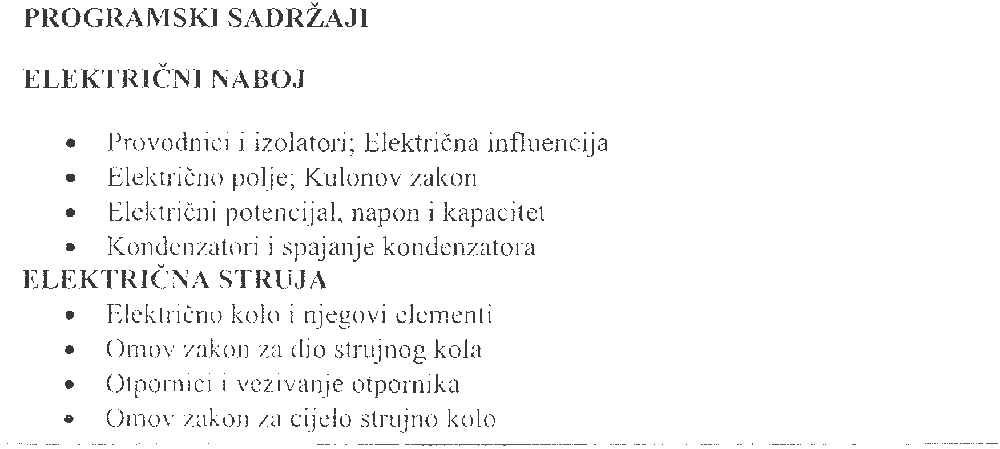 PROGRAMSKI SADRŽAJI
ELEKTRIČNI NABOJ
• Provodnici i izolatori; Električna influencija
• Električno polje; Kulonov zakon
• Električni potencijal, napon i kapacitet
• Kondenzatori i spajanje kondenzatora
ELEKTRIČNA STRUJA
• Električno kolo i njegovi elementi
• Omov zakon za dio strujnog kola
• Otpornici i vezivanje otpornika
• Omov zakon za cijelo strujno kolo